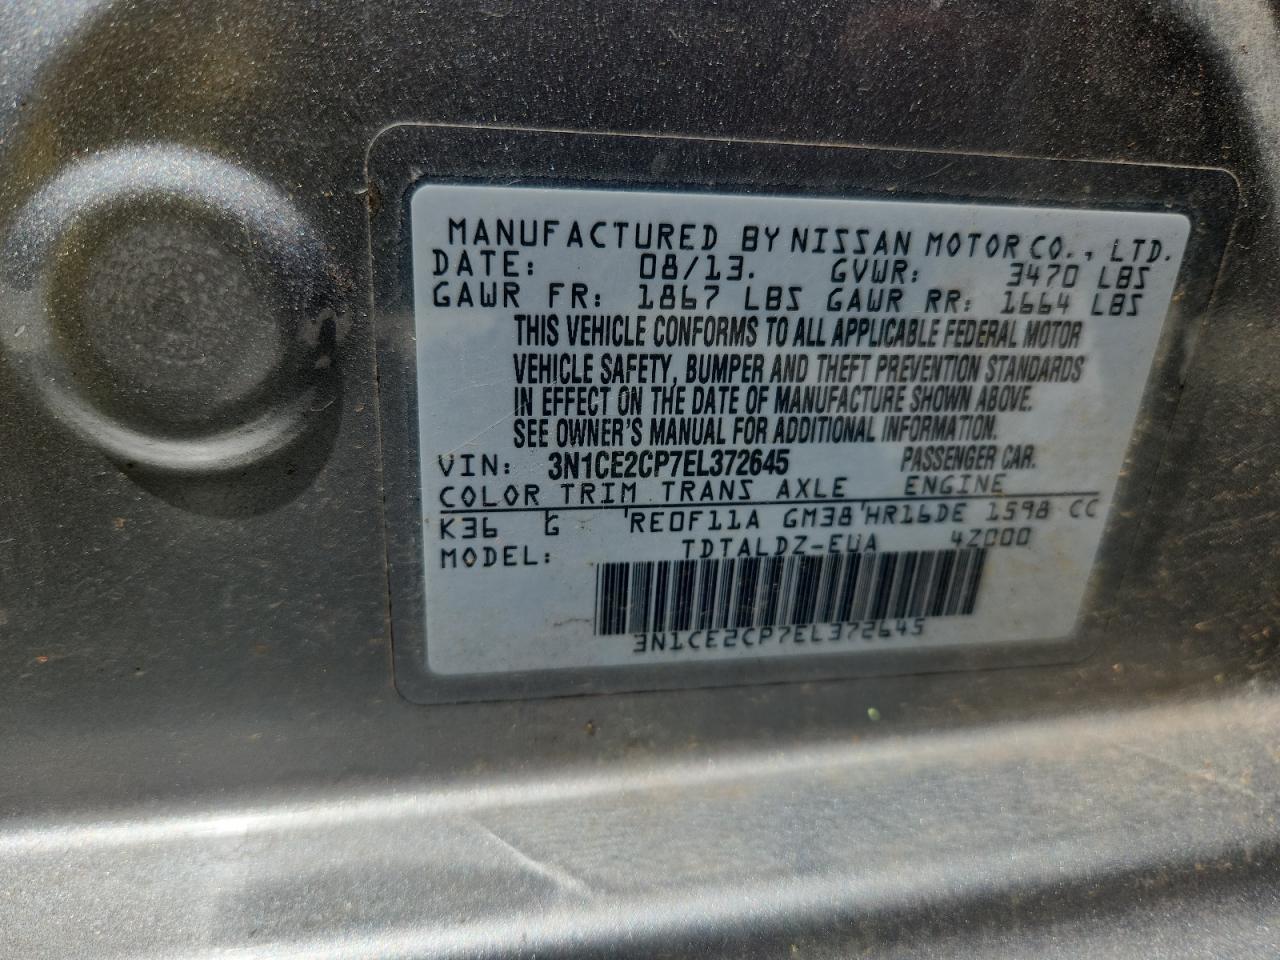 MANUFACTURED BY NISSAN MOTOR CO., LTD.
DATE: 08/13. GVWR: 3470 LBS
GAWR FR: 1867 LBS GAWR RR: 1664 LBS
THIS VEHICLE CONFORMS TO ALL APPLICABLE FEDERAL MOTOR
VEHICLE SAFETY, BUMPER AND THEFT PREVENTION STANDARDS
IN EFFECT ON THE DATE OF MANUFACTURE SHOWN ABOVE.
SEE OWNER'S MANUAL FOR ADDITIONAL INFORMATION.
VIN: 3N1CE2CP7EL372645 PASSENGER CAR.
COLOR TRIM TRANS AXLE ENGINE
K36 G RE0F11A GM38 HR16DE 1598 CC
MODEL: TDTALDZ-EUA 4Z000
3N1CE2CP7EL372645